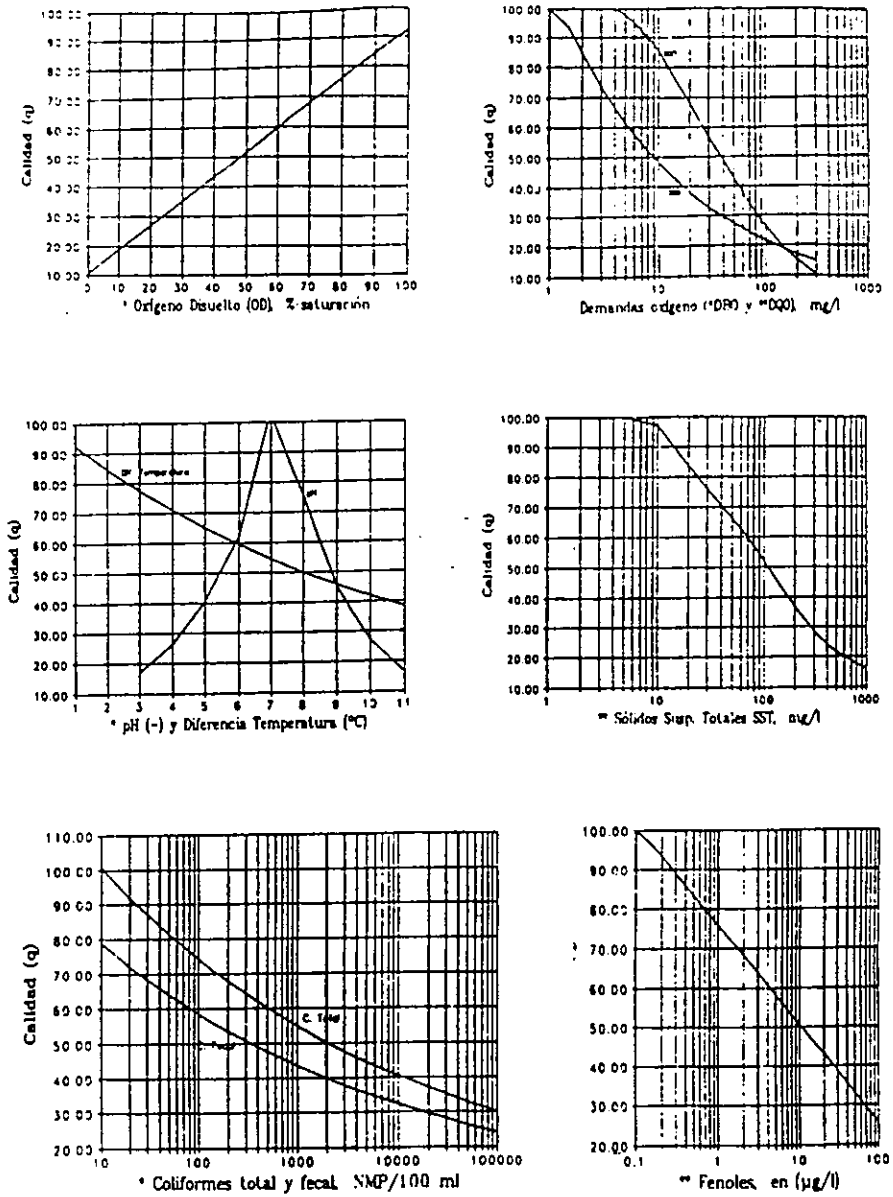 Calidad (q)
100.00
90.00
80.00
70.00
60.00
50.00
40.00
30.00
20.00
10.00
0 10 20 30 40 50 60 70 80 90 100
* Oxígeno Disuelto (OD), %-saturación
Calidad (q)
100.00
90.00
80.00
70.00
60.00
50.00
40.00
30.00
20.00
10.00
1 10 100 1000
Demandas oxígeno (*DBO y **DQO), mg/l
Calidad (q)
100.00
90.00
80.00
70.00
60.00
50.00
40.00
30.00
20.00
10.00
Temperatura
pH
1 2 3 4 5 6 7 8 9 10 11
* pH (-) y Diferencia Temperatura (°C)
Calidad (q)
100.00
90.00
80.00
70.00
60.00
50.00
40.00
30.00
20.00
10.00
1 10 100 1000
** Sólidos Susp. Totales SST, mg/l
Calidad (q)
110.00
100.00
90.00
80.00
70.00
60.00
50.00
40.00
30.00
20.00
C. Total
Fecal
10 100 1000 10000 100000
* Coliformes total y fecal, NMP/100 ml
100.00
90.00
80.00
70.00
60.00
50.00
40.00
30.00
20.00
0.1 1 10 100
** Fenoles, en (µg/l)